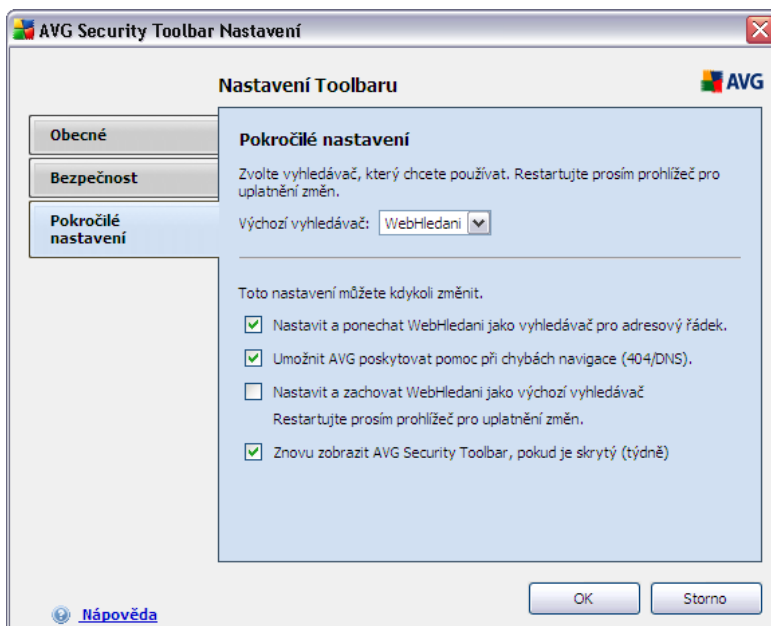 AVG Security Toolbar Nastavení
Nastavení Toolbaru
AVG
Obecné
Bezpečnost
Pokročilé
nastavení
Pokročilé nastavení
Zvolte vyhledávač, který chcete používat. Restartujte prosím prohlížeč pro
uplatnění změn.
Výchozí vyhledávač: WebHledani
Toto nastavení můžete kdykoli změnit.
Nastavit a ponechat WebHledani jako vyhledávač pro adresový řádek.
Umožnit AVG poskytovat pomoc při chybách navigace (404/DNS).
Nastavit a zachovat WebHledani jako výchozí vyhledávač
Restartujte prosím prohlížeč pro uplatnění změn.
Znovu zobrazit AVG Security Toolbar, pokud je skrytý (týdně)
OK
Storno
Nápověda